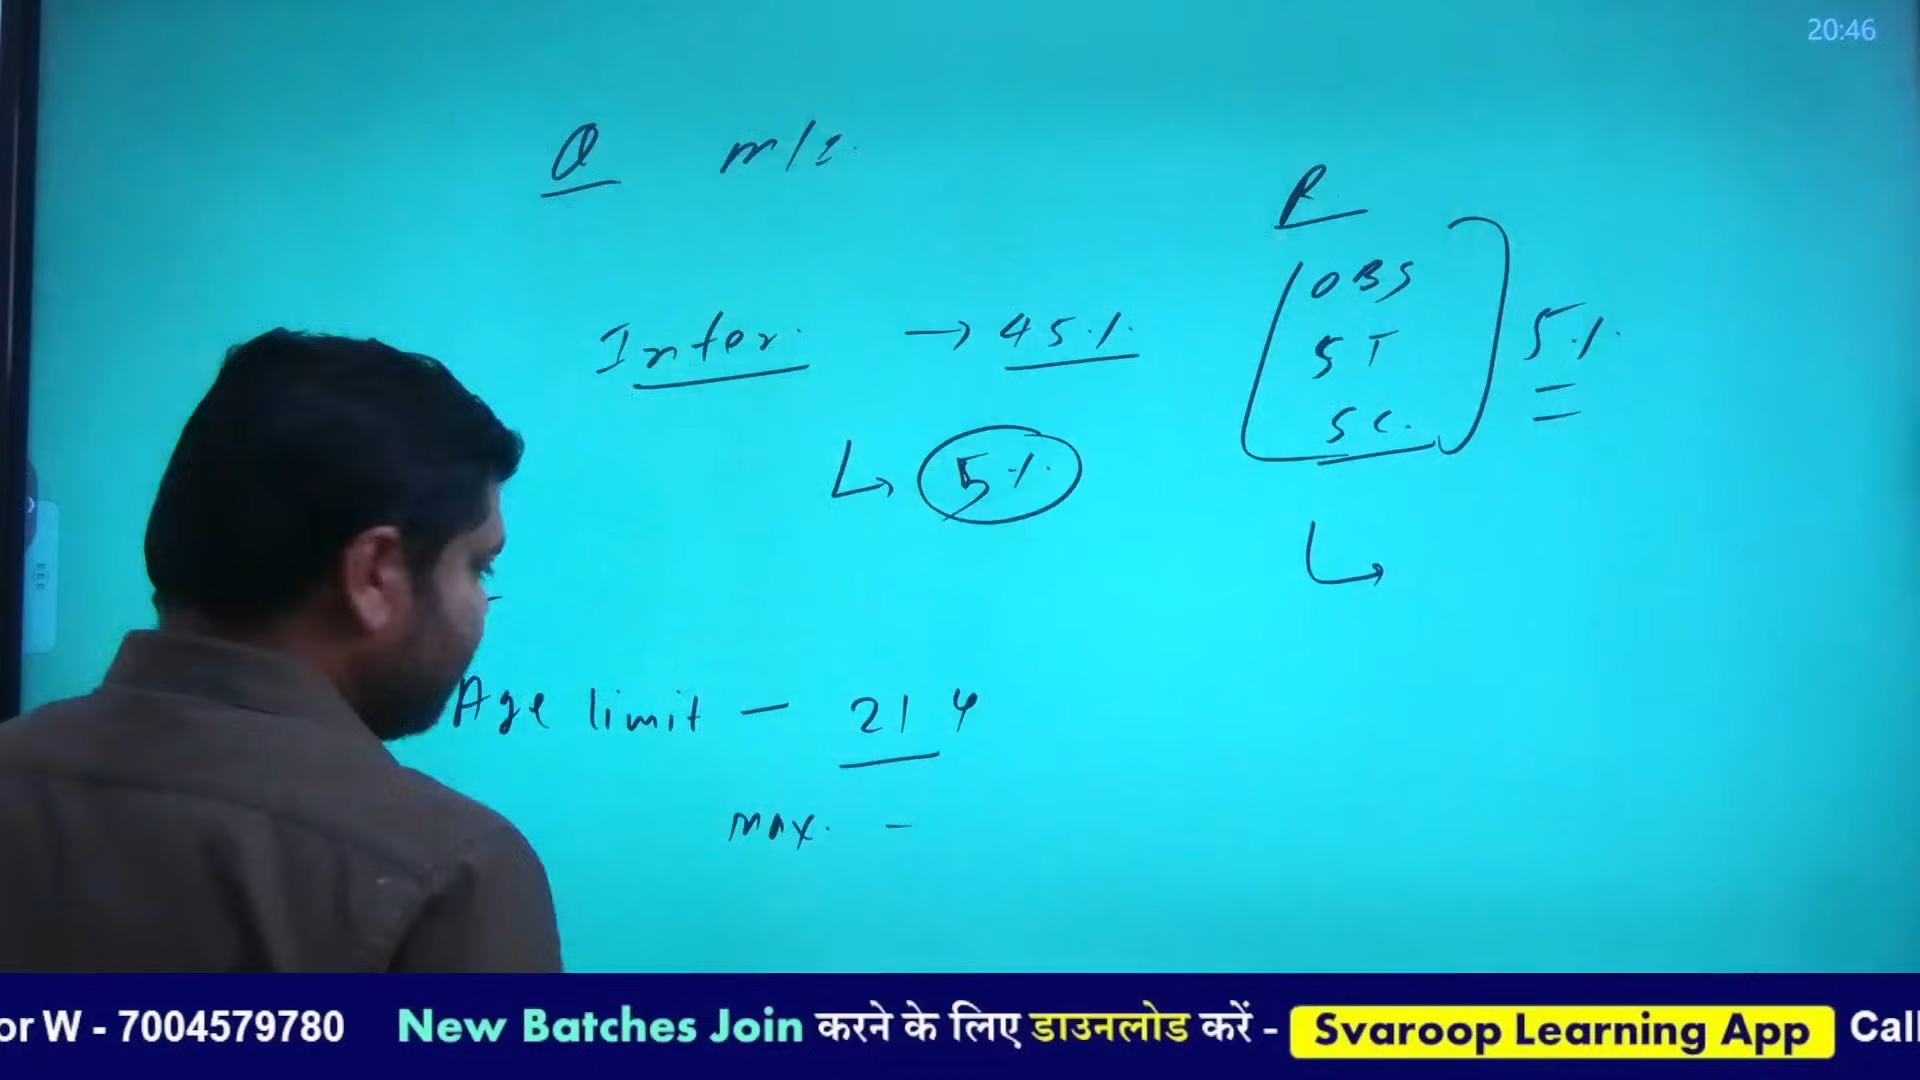 20:46
Q m/s.
R
Inter. → 45%
OBS
ST
SC.
5%
↳ 5%
↳
Age limit - 21 y
max. -
or W - 7004579780 New Batches Join करने के लिए डाउनलोड करें - Svaroop Learning App Call